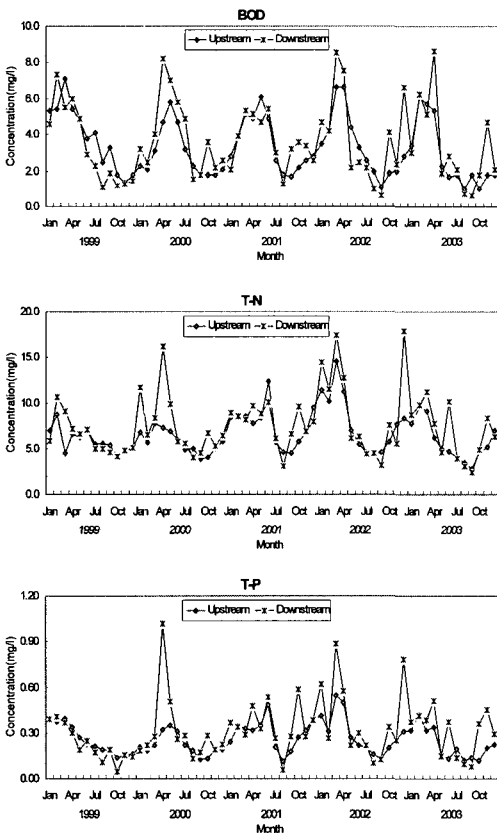 BOD
Upstream Downstream
Concentration(mg/l)
10.0
8.0
6.0
4.0
2.0
0.0
Jan Apr Jul Oct Jan Apr Jul Oct Jan Apr Jul Oct Jan Apr Jul Oct Jan Apr Jul Oct
1999 2000 2001 2002 2003
Month
T-N
Upstream Downstream
Concentration(mg/l)
20.0
15.0
10.0
5.0
0.0
Jan Apr Jul Oct Jan Apr Jul Oct Jan Apr Jul Oct Jan Apr Jul Oct Jan Apr Jul Oct
1999 2000 2001 2002 2003
Month
T-P
Upstream Downstream
Concentration(mg/l)
1.20
0.90
0.60
0.30
0.00
Jan Apr Jul Oct Jan Apr Jul Oct Jan Apr Jul Oct Jan Apr Jul Oct Jan Apr Jul Oct
1999 2000 2001 2002 2003
Month